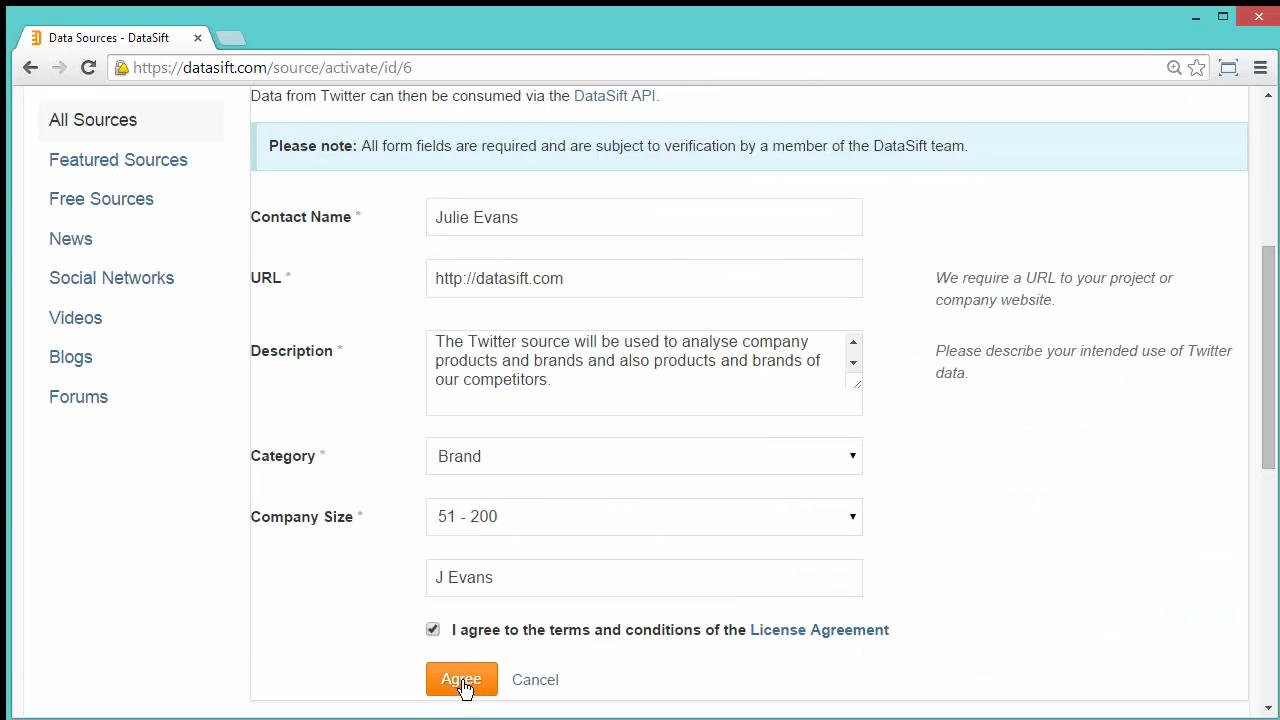 Data Sources - DataSift
https://datasift.com/source/activate/id/6
Data from Twitter can then be consumed via the DataSift API.
All Sources
Featured Sources
Free Sources
News
Social Networks
Videos
Blogs
Forums
Please note: All form fields are required and are subject to verification by a member of the DataSift team.
Contact Name *
Julie Evans
URL *
http://datasift.com
We require a URL to your project or
company website.
Description *
The Twitter source will be used to analyse company
products and brands and also products and brands of
our competitors.
Please describe your intended use of Twitter
data.
Category *
Brand
Company Size *
51 - 200
J Evans
I agree to the terms and conditions of the License Agreement
Agree
Cancel